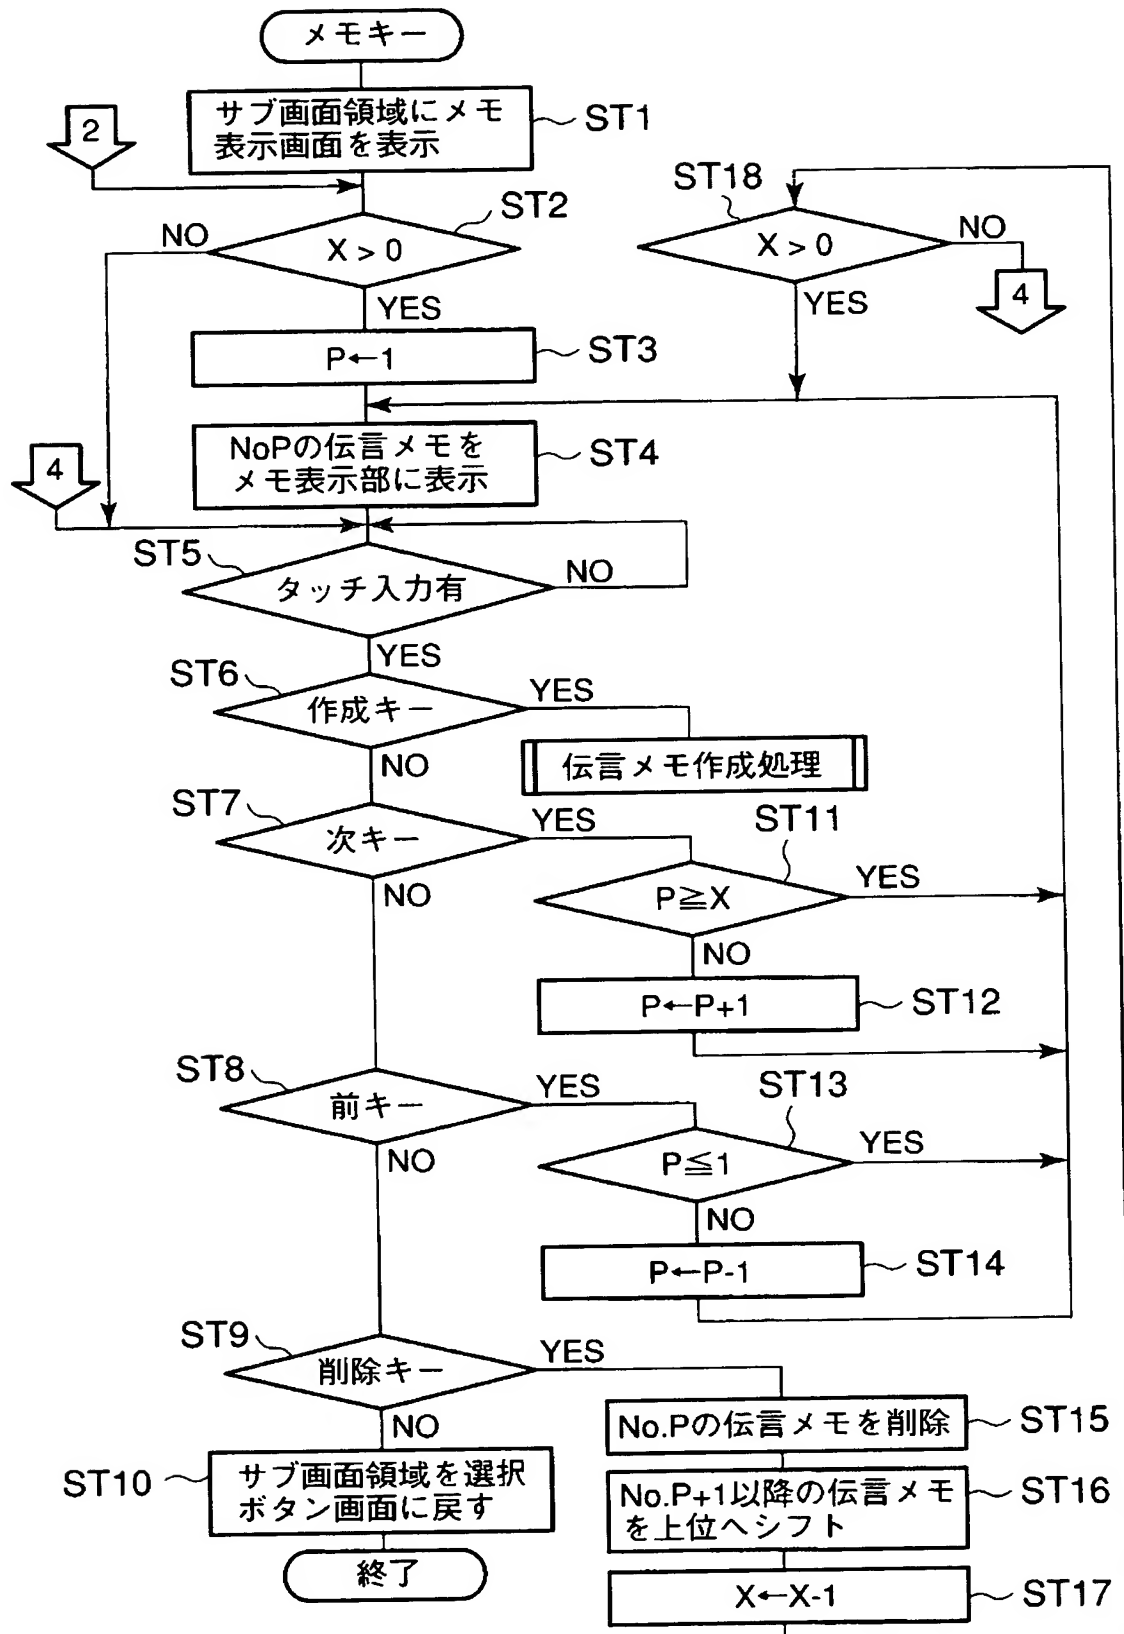 メモキー
サブ画面領域にメモ
表示画面を表示
ST1
2
ST2
X > 0
NO
YES
ST18
X > 0
NO
4
YES
P←1
ST3
NoPの伝言メモを
メモ表示部に表示
ST4
4
ST5
タッチ入力有
NO
YES
ST6
作成キー
YES
NO
伝言メモ作成処理
ST7
次キー
YES
NO
ST11
P≧X
YES
NO
P←P+1
ST12
ST8
前キー
YES
NO
ST13
P≦1
YES
NO
P←P-1
ST14
ST9
削除キー
YES
NO
No.Pの伝言メモを削除
ST15
ST10
サブ画面領域を選択
ボタン画面に戻す
No.P+1以降の伝言メモ
を上位へシフト
ST16
終了
X←X-1
ST17